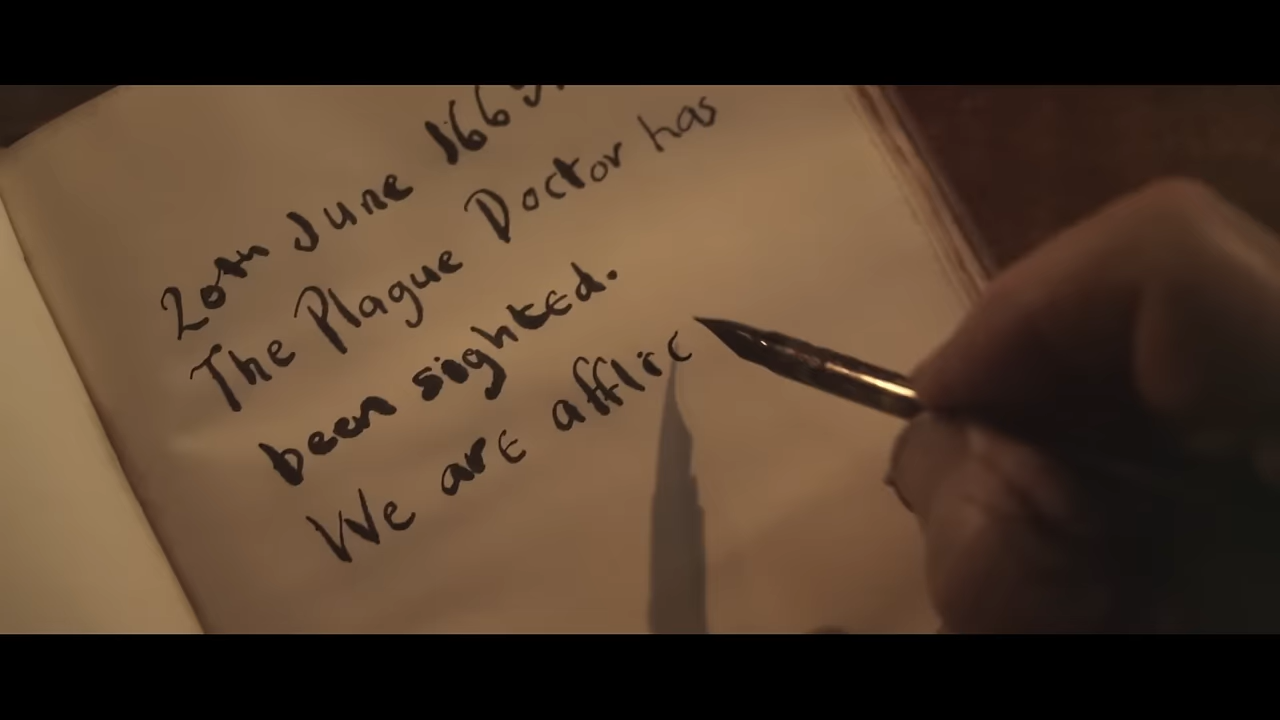 20th June
The Plague Doctor has
been sighted.
We are afflic